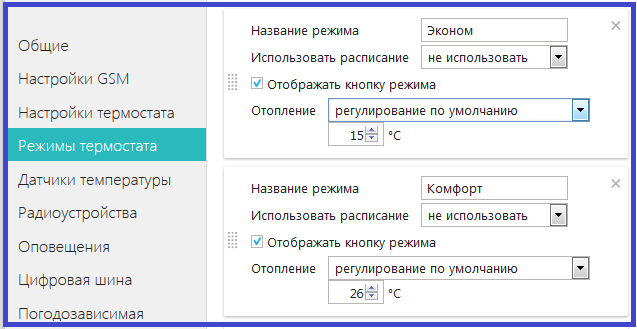 Общие
Настройки GSM
Настройки термостата
Режимы термостата
Датчики температуры
Радиоустройства
Оповещения
Цифровая шина
Погодозависимая
Название режима Эконом
Использовать расписание не использовать
Отображать кнопку режима
Отопление регулирование по умолчанию
15 °C
Название режима Комфорт
Использовать расписание не использовать
Отображать кнопку режима
Отопление регулирование по умолчанию
26 °C